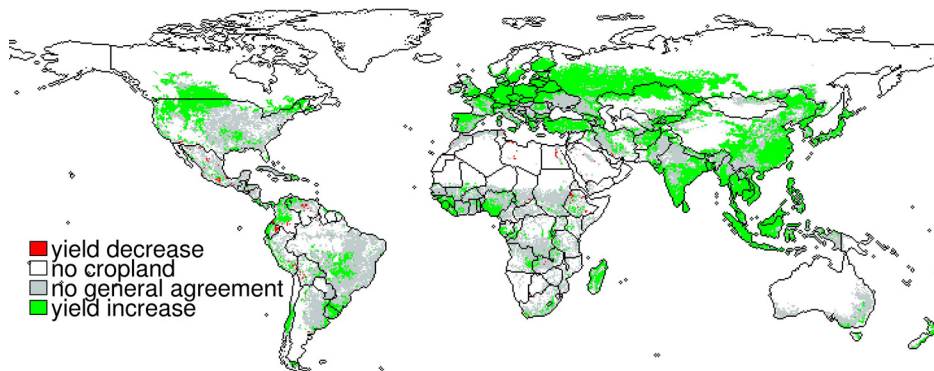 yield decrease
no cropland
no general agreement
yield increase